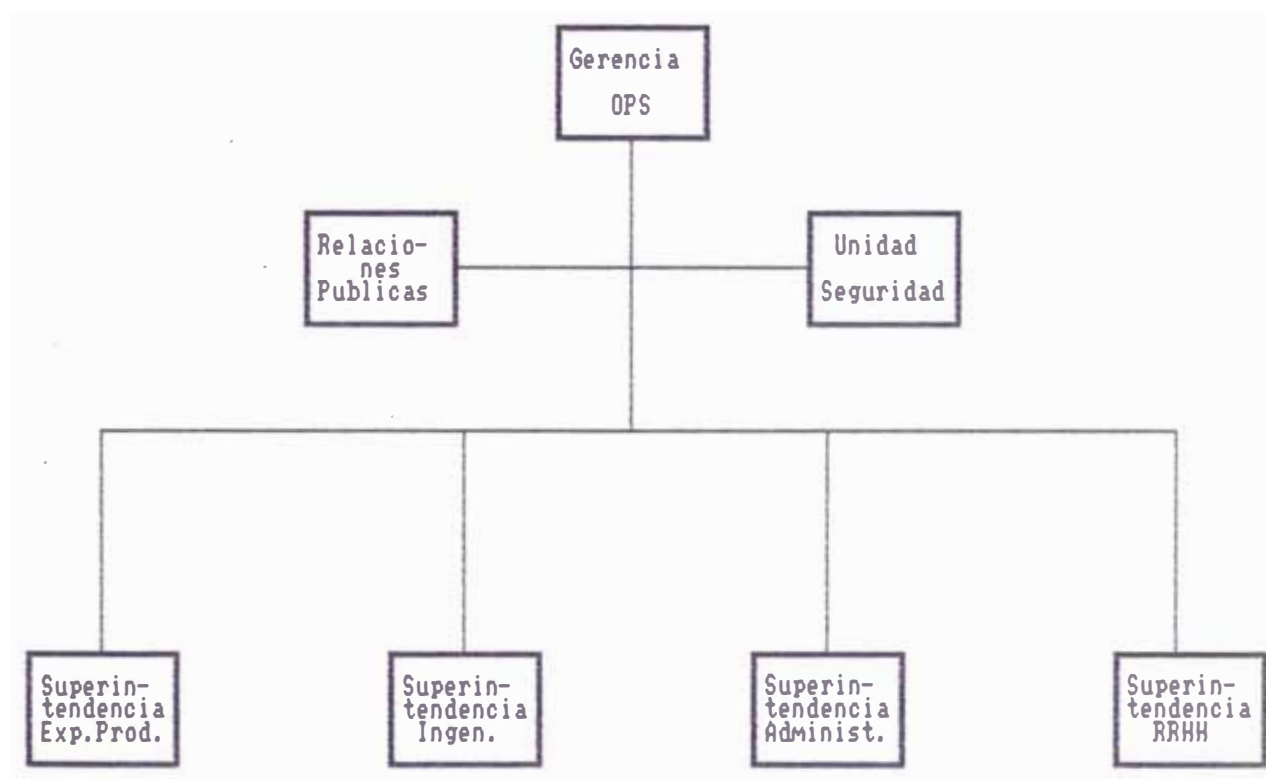 Gerencia
OPS
Relacio-
nes
Publicas
Unidad
Seguridad
Superin-
tendencia
Exp.Prod.
Superin-
tendencia
Ingen.
Superin-
tendencia
Administ.
Superin-
tendencia
RRHH